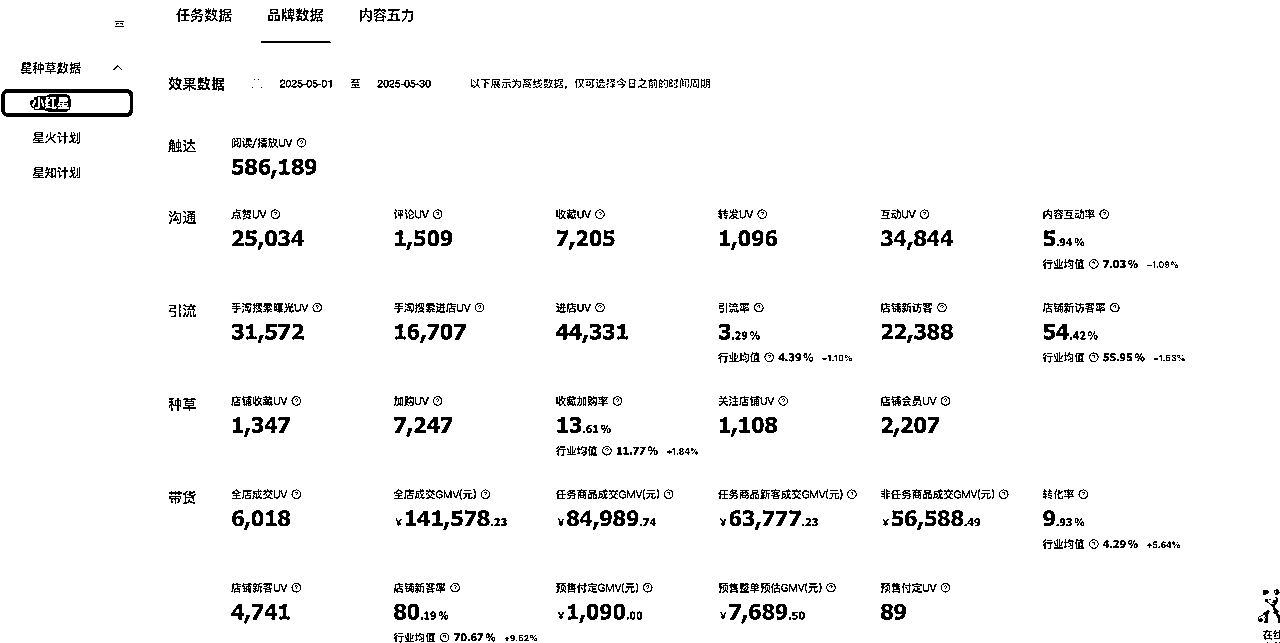 任务数据 品牌数据 内容五力
星种草数据
小红星
星火计划
星知计划
效果数据 2025-05-01 至 2025-05-30 以下展示为离线数据，仅可选择今日之前的时间周期
触达 阅读/播放UV
586,189
沟通 点赞UV 评论UV 收藏UV 转发UV 互动UV 内容互动率
25,034 1,509 7,205 1,096 34,844 5.94%
行业均值 7.03% -1.09%
引流 手淘搜索曝光UV 手淘搜索进店UV 进店UV 引流率 店铺新访客 店铺新访客率
31,572 16,707 44,331 3.29% 22,388 54.42%
行业均值 4.39% -1.10% 行业均值 55.95% -1.53%
种草 店铺收藏UV 加购UV 收藏加购率 关注店铺UV 店铺会员UV
1,347 7,247 13.61% 1,108 2,207
行业均值 11.77% +1.84%
带货 全店成交UV 全店成交GMV(元) 任务商品成交GMV(元) 任务商品新客成交GMV(元) 非任务商品成交GMV(元) 转化率
6,018 ¥141,578.23 ¥84,989.74 ¥63,777.23 ¥56,588.49 9.93%
行业均值 4.29% +5.64%
店铺新客UV 店铺新客率 预售付定GMV(元) 预售整单预估GMV(元) 预售付定UV
4,741 80.19% ¥1,090.00 ¥7,689.50 89
行业均值 70.67% +9.52%